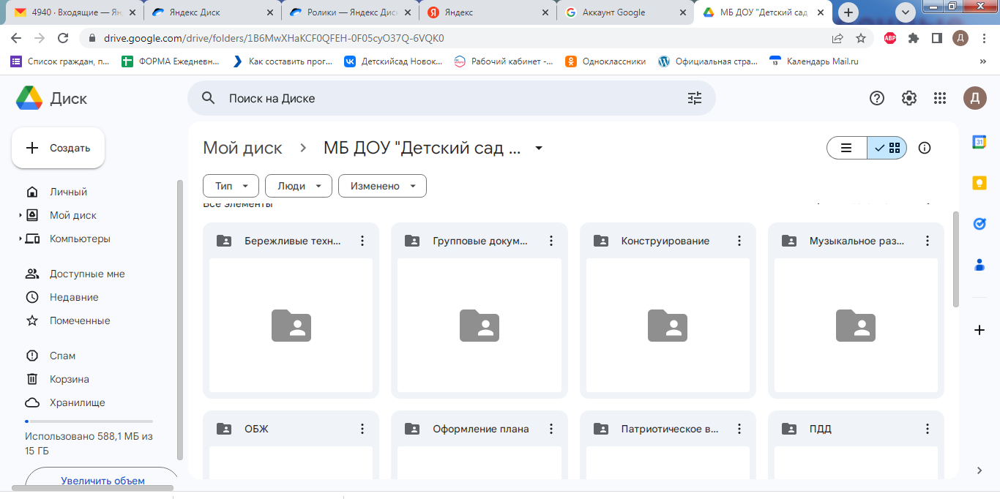 4940 · Входящие — Ян
Яндекс Диск
Ролики — Яндекс Дис
Яндекс
Аккаунт Google
МБ ДОУ "Детский сад
drive.google.com/drive/folders/1B6MwXHaKCF0QFEH-0F05cyO37Q-6VQK0
ABP
Д
Список граждан, п...
ФОРМА Ежедневн...
Как составить прог...
Детскийсад Новок...
Рабочий кабинет -...
Одноклассники
Официальная стра...
13
Календарь Mail.ru
Диск
Поиск на Диске
Д
Создать
Мой диск
МБ ДОУ "Детский сад ...
31
Тип
Люди
Изменено
Все элементы
Личный
Мой диск
Компьютеры
Доступные мне
Недавние
Помеченные
Спам
Корзина
Хранилище
Использовано 588,1 МБ из
15 ГБ
Увеличить объем
Бережливые техн...
Групповые докум...
Конструирование
Музыкальное раз...
ОБЖ
Оформление плана
Патриотическое в...
ПДД